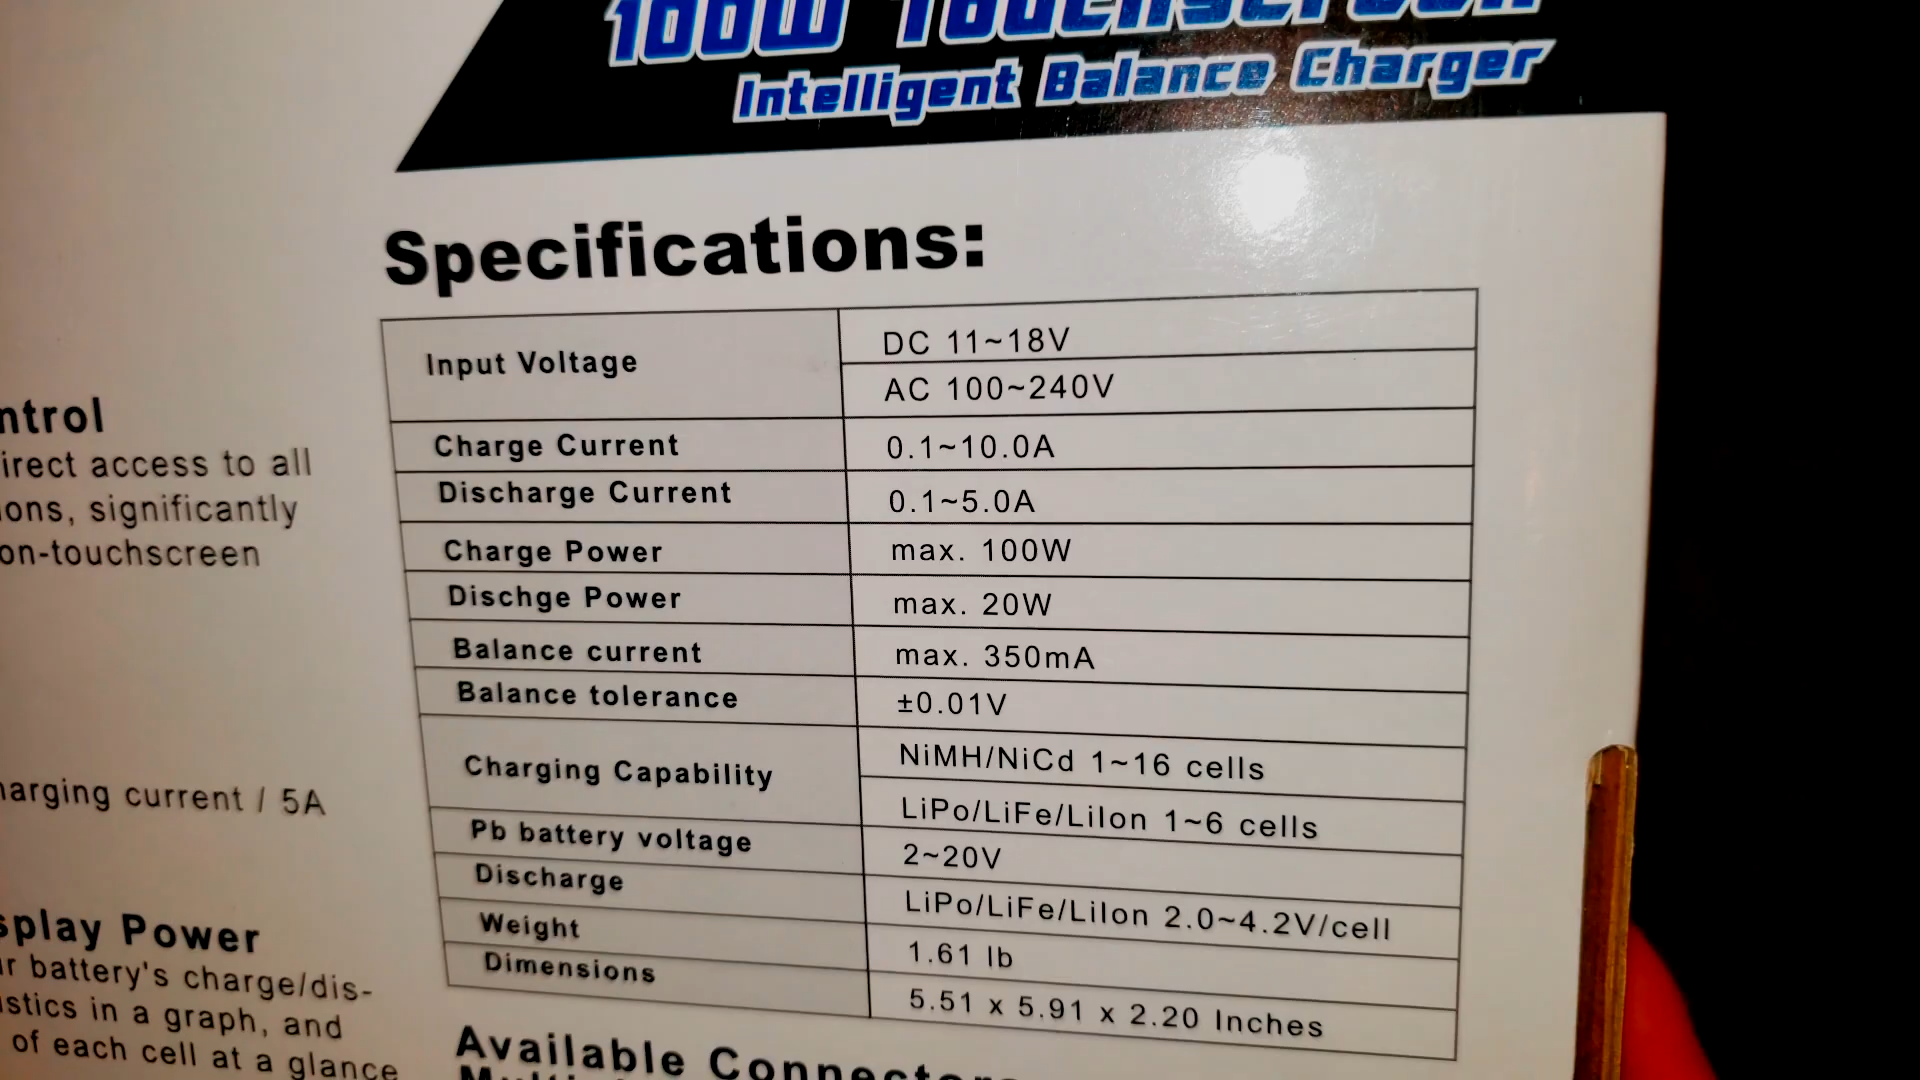 100W Touchscreen
Intelligent Balance Charger
Specifications:
Input Voltage
DC 11~18V
AC 100~240V
Charge Current
0.1~10.0A
Discharge Current
0.1~5.0A
Charge Power
max. 100W
Dischge Power
max. 20W
Balance current
max. 350mA
Balance tolerance
±0.01V
Charging Capability
NiMH/NiCd 1~16 cells
LiPo/LiFe/LiIon 1~6 cells
Pb battery voltage
2~20V
Discharge
LiPo/LiFe/LiIon 2.0~4.2V/cell
Weight
1.61 lb
Dimensions
5.51 x 5.91 x 2.20 Inches
Available Connectors
ntrol
irect access to all
ons, significantly
on-touchscreen
harging current / 5A
splay Power
r battery's charge/dis-
stics in a graph, and
of each cell at a glance